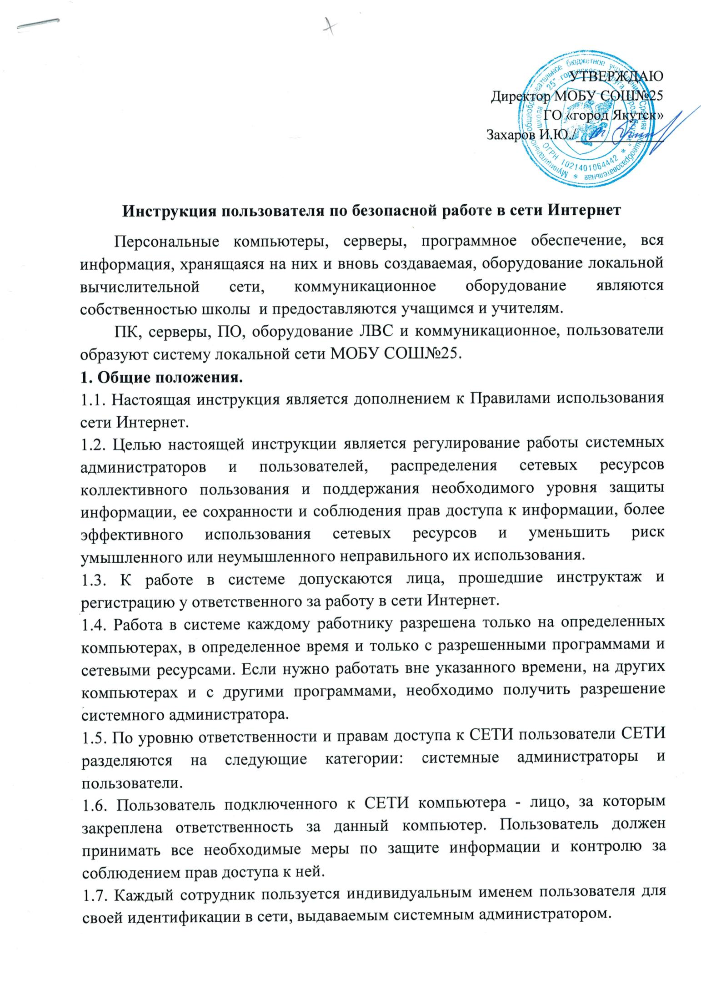 УТВЕРЖДАЮ
Директор МОБУ СОШ№25
ГО «город Якутск»
Захаров И.Ю./
Муниципальное общеобразовательное бюджетное учреждение "Средняя общеобразовательная
школа № 25" городского округа "город Якутск"
ОГРН 1021401064442
Инструкция пользователя по безопасной работе в сети Интернет
Персональные компьютеры, серверы, программное обеспечение, вся
информация, хранящаяся на них и вновь создаваемая, оборудование локальной
вычислительной сети, коммуникационное оборудование являются
собственностью школы и предоставляются учащимся и учителям.
ПК, серверы, ПО, оборудование ЛВС и коммуникационное, пользователи
образуют систему локальной сети МОБУ СОШ№25.
1. Общие положения.
1.1. Настоящая инструкция является дополнением к Правилами использования
сети Интернет.
1.2. Целью настоящей инструкции является регулирование работы системных
администраторов и пользователей, распределения сетевых ресурсов
коллективного пользования и поддержания необходимого уровня защиты
информации, ее сохранности и соблюдения прав доступа к информации, более
эффективного использования сетевых ресурсов и уменьшить риск
умышленного или неумышленного неправильного их использования.
1.3. К работе в системе допускаются лица, прошедшие инструктаж и
регистрацию у ответственного за работу в сети Интернет.
1.4. Работа в системе каждому работнику разрешена только на определенных
компьютерах, в определенное время и только с разрешенными программами и
сетевыми ресурсами. Если нужно работать вне указанного времени, на других
компьютерах и с другими программами, необходимо получить разрешение
системного администратора.
1.5. По уровню ответственности и правам доступа к СЕТИ пользователи СЕТИ
разделяются на следующие категории: системные администраторы и
пользователи.
1.6. Пользователь подключенного к СЕТИ компьютера - лицо, за которым
закреплена ответственность за данный компьютер. Пользователь должен
принимать все необходимые меры по защите информации и контролю за
соблюдением прав доступа к ней.
1.7. Каждый сотрудник пользуется индивидуальным именем пользователя для
своей идентификации в сети, выдаваемым системным администратором.